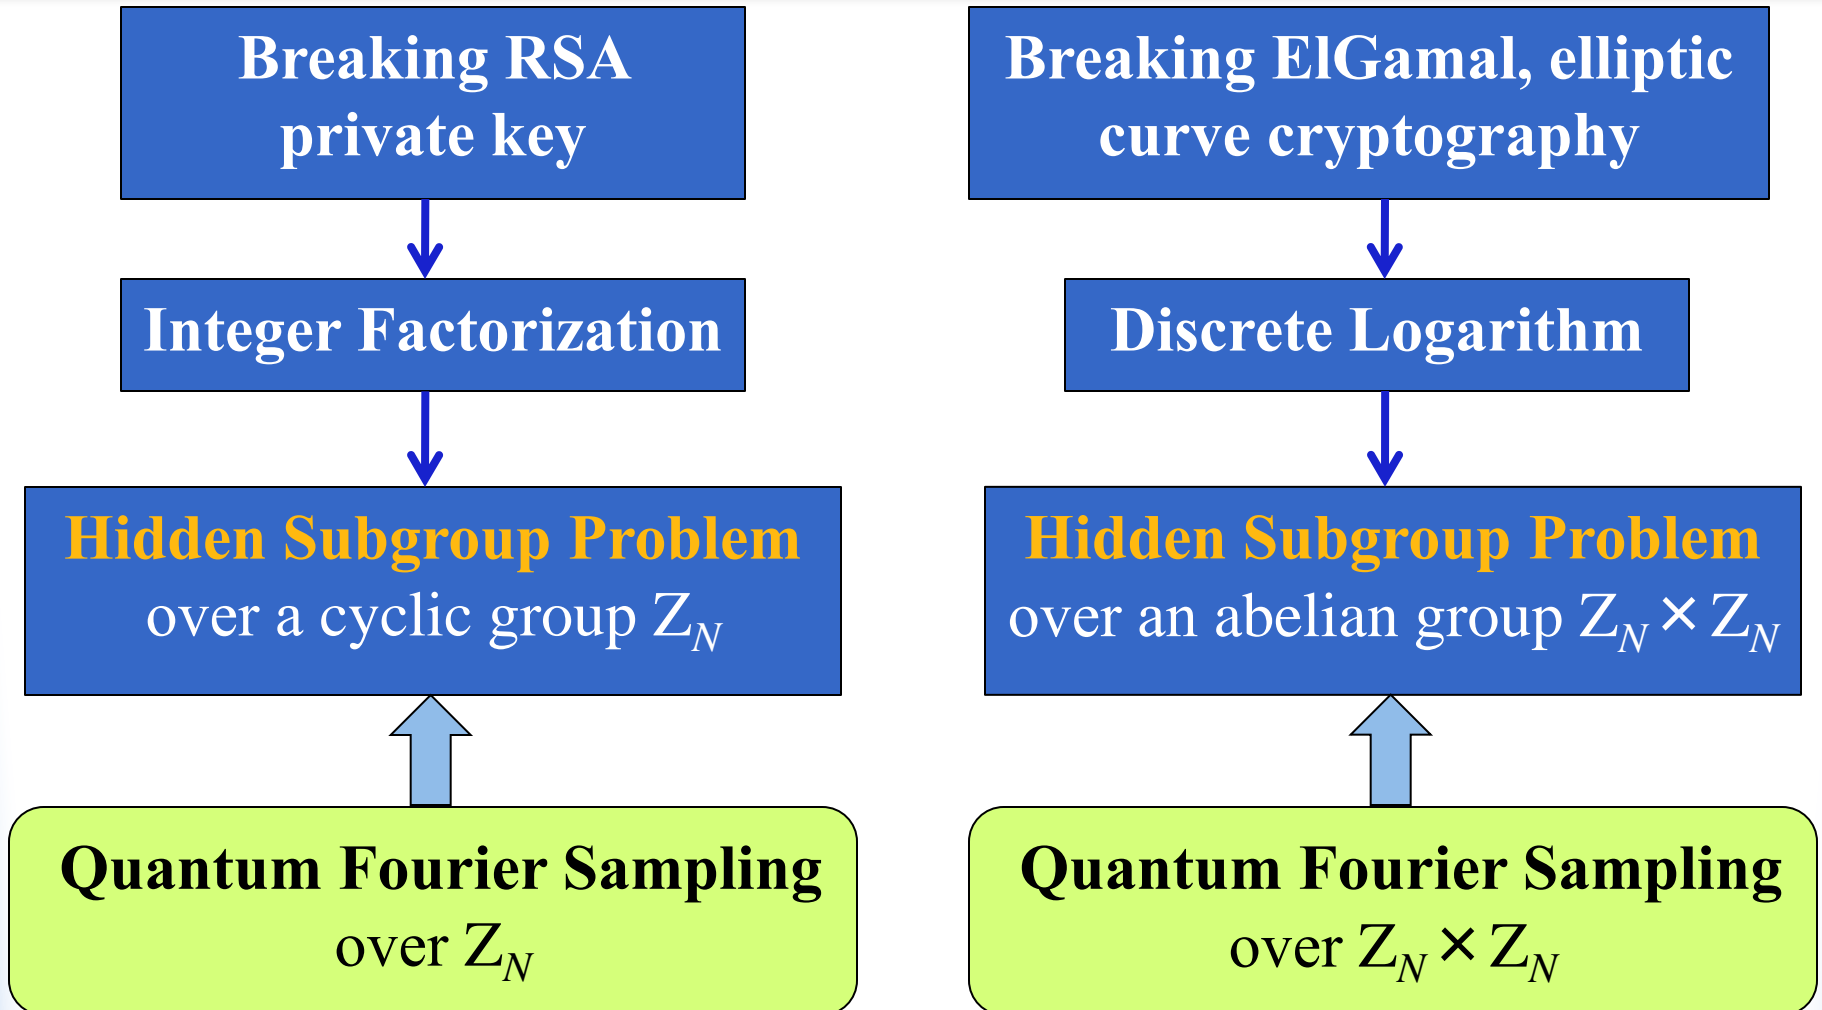 Breaking RSA
private key
Integer Factorization
Hidden Subgroup Problem
over a cyclic group Z_N
Quantum Fourier Sampling
over Z_N
Breaking ElGamal, elliptic
curve cryptography
Discrete Logarithm
Hidden Subgroup Problem
over an abelian group Z_N × Z_N
Quantum Fourier Sampling
over Z_N × Z_N